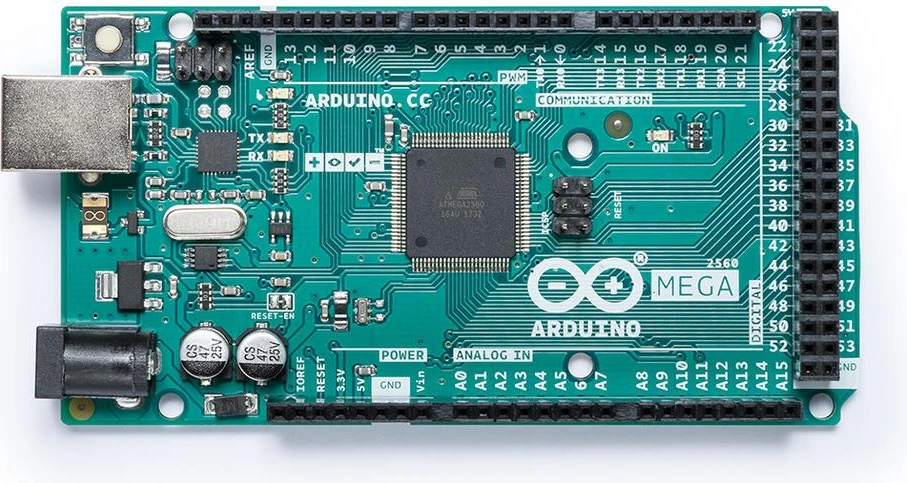 5V
AREF
GND
13
12
11
10
9
8
7
6
5
4
3
2
TX0→1
RX0←0
TX3 14
RX3 15
TX2 16
RX2 17
TX1 18
RX1 19
SDA 20
SCL 21
PWM
COMMUNICATION
L
ARDUINO.CC
TX
RX
TM
ON
ATMEGA2560
16AU 1732
ICSP
RESET
22
24
26
28
30 31
32 33
34 35
36 37
38 39
40 41
42 43
44 45
46 47
48 49
50 51
52 53
GND
DIGITAL
2560
®
MEGA
ARDUINO
RESET-EN
CS
47
25V
CS
47
25V
POWER
ANALOG IN
IOREF
RESET
3.3V
5V
GND
Vin
A0
A1
A2
A3
A4
A5
6
A7
A8
A9
A10
A11
A12
A13
A14
A15